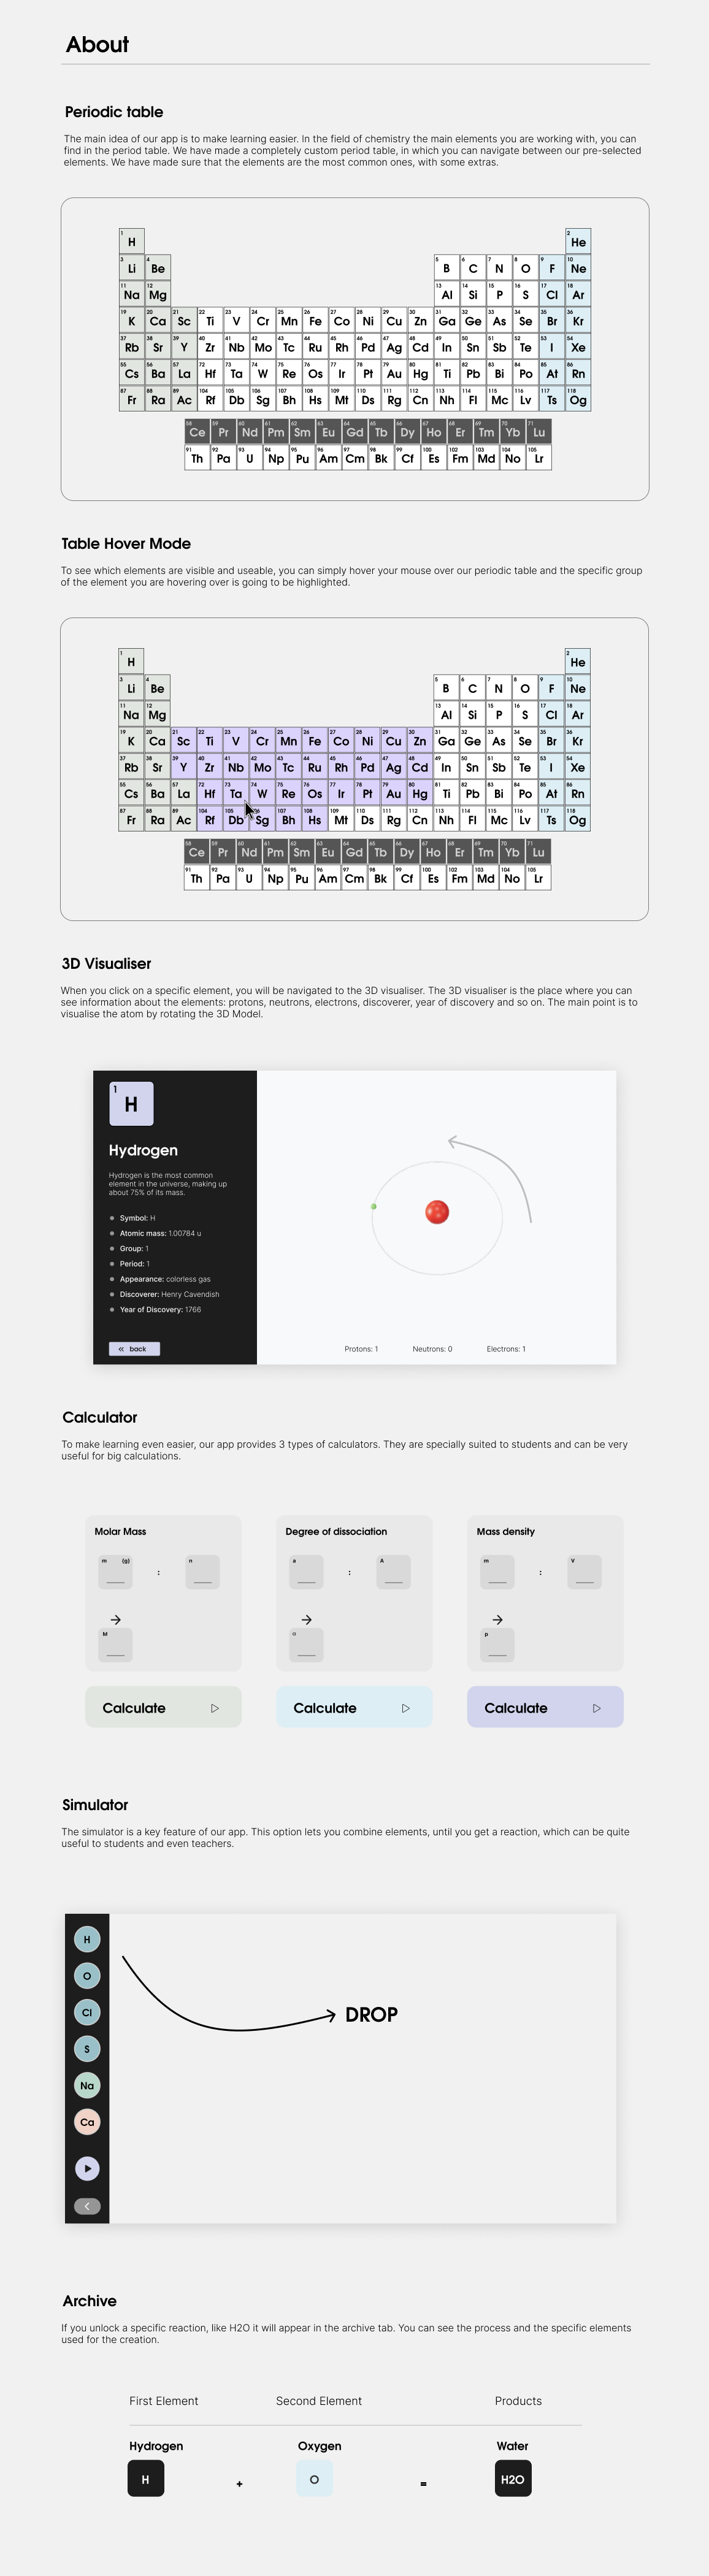 About
Periodic table
The main idea of our app is to make learning easier. In the field of chemistry the main elements you are working with, you can
find in the period table. We have made a completely custom period table, in which you can navigate between our pre-selected
elements. We have made sure that the elements are the most common ones, with some extras.
1 H 2 He
3 Li 4 Be 5 B 6 C 7 N 8 O 9 F 10 Ne
11 Na 12 Mg 13 Al 14 Si 15 P 16 S 17 Cl 18 Ar
19 K 20 Ca 21 Sc 22 Ti 23 V 24 Cr 25 Mn 26 Fe 27 Co 28 Ni 29 Cu 30 Zn 31 Ga 32 Ge 33 As 34 Se 35 Br 36 Kr
37 Rb 38 Sr 39 Y 40 Zr 41 Nb 42 Mo 43 Tc 44 Ru 45 Rh 46 Pd 47 Ag 48 Cd 49 In 50 Sn 51 Sb 52 Te 53 I 54 Xe
55 Cs 56 Ba 57 La 72 Hf 73 Ta 74 W 75 Re 76 Os 77 Ir 78 Pt 79 Au 80 Hg 81 Ti 82 Pb 83 Bi 84 Po 85 At 86 Rn
87 Fr 88 Ra 89 Ac 104 Rf 105 Db 106 Sg 107 Bh 108 Hs 109 Mt 110 Ds 111 Rg 112 Cn 113 Nh 114 Fl 115 Mc 116 Lv 117 Ts 118 Og
58 Ce 59 Pr 60 Nd 61 Pm 62 Sm 63 Eu 64 Gd 65 Tb 66 Dy 67 Ho 68 Er 69 Tm 70 Yb 71 Lu
91 Th 92 Pa 93 U 94 Np 95 Pu 96 Am 97 Cm 98 Bk 99 Cf 100 Es 102 Fm 103 Md 104 No 105 Lr
Table Hover Mode
To see which elements are visible and useable, you can simply hover your mouse over our periodic table and the specific group
of the element you are hovering over is going to be highlighted.
1 H 2 He
3 Li 4 Be 5 B 6 C 7 N 8 O 9 F 10 Ne
11 Na 12 Mg 13 Al 14 Si 15 P 16 S 17 Cl 18 Ar
19 K 20 Ca 21 Sc 22 Ti 23 V 24 Cr 25 Mn 26 Fe 27 Co 28 Ni 29 Cu 30 Zn 31 Ga 32 Ge 33 As 34 Se 35 Br 36 Kr
37 Rb 38 Sr 39 Y 40 Zr 41 Nb 42 Mo 43 Tc 44 Ru 45 Rh 46 Pd 47 Ag 48 Cd 49 In 50 Sn 51 Sb 52 Te 53 I 54 Xe
55 Cs 56 Ba 57 La 72 Hf 73 Ta 74 W 75 Re 76 Os 77 Ir 78 Pt 79 Au 80 Hg 81 Ti 82 Pb 83 Bi 84 Po 85 At 86 Rn
87 Fr 88 Ra 89 Ac 104 Rf 105 Db Sg 107 Bh 108 Hs 109 Mt 110 Ds 111 Rg 112 Cn 113 Nh 114 Fl 115 Mc 116 Lv 117 Ts 118 Og
58 Ce 59 Pr 60 Nd 61 Pm 62 Sm 63 Eu 64 Gd 65 Tb 66 Dy 67 Ho 68 Er 69 Tm 70 Yb 71 Lu
91 Th 92 Pa 93 U 94 Np 95 Pu 96 Am 97 Cm 98 Bk 99 Cf 100 Es 102 Fm 103 Md 104 No 105 Lr
3D Visualiser
When you click on a specific element, you will be navigated to the 3D visualiser. The 3D visualiser is the place where you can
see information about the elements: protons, neutrons, electrons, discoverer, year of discovery and so on. The main point is to
visualise the atom by rotating the 3D Model.
1
H
Hydrogen
Hydrogen is the most common
element in the universe, making up
about 75% of its mass.
Symbol: H
Atomic mass: 1.00784 u
Group: 1
Period: 1
Appearance: colorless gas
Discoverer: Henry Cavendish
Year of Discovery: 1766
« back
Protons: 1 Neutrons: 0 Electrons: 1
Calculator
To make learning even easier, our app provides 3 types of calculators. They are specially suited to students and can be very
useful for big calculations.
Molar Mass
m (g) : n
M
Calculate
Degree of dissociation
a : A
Calculate
Mass density
m : V
p
Calculate
Simulator
The simulator is a key feature of our app. This option lets you combine elements, until you get a reaction, which can be quite
useful to students and even teachers.
H
O
Cl
S
Na
Ca
DROP
Archive
If you unlock a specific reaction, like H2O it will appear in the archive tab. You can see the process and the specific elements
used for the creation.
First Element Second Element Products
Hydrogen Oxygen Water
H + O = H2O